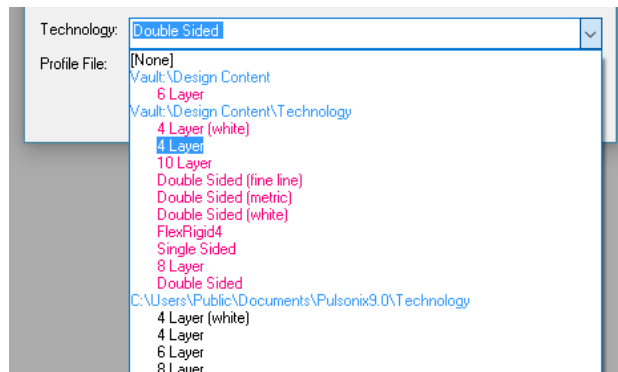 Technology: Double Sided
Profile File: [None]
Vault:\Design Content
6 Layer
Vault:\Design Content\Technology
4 Layer (white)
4 Layer
10 Layer
Double Sided (fine line)
Double Sided (metric)
Double Sided (white)
FlexRigid4
Single Sided
8 Layer
Double Sided
C:\Users\Public\Documents\Pulsonix9.0\Technology
4 Layer (white)
4 Layer
6 Layer
8 Layer